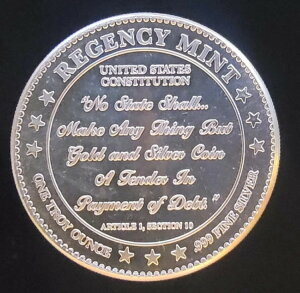 REGENCY MINT
UNITED STATES
CONSTITUTION
"No State Shall...
Make Any Thing But
Gold and Silver Coin
A Tender In
Payment of Debt."
ARTICLE 1, SECTION 10
ONE TROY OUNCE
.999 FINE SILVER